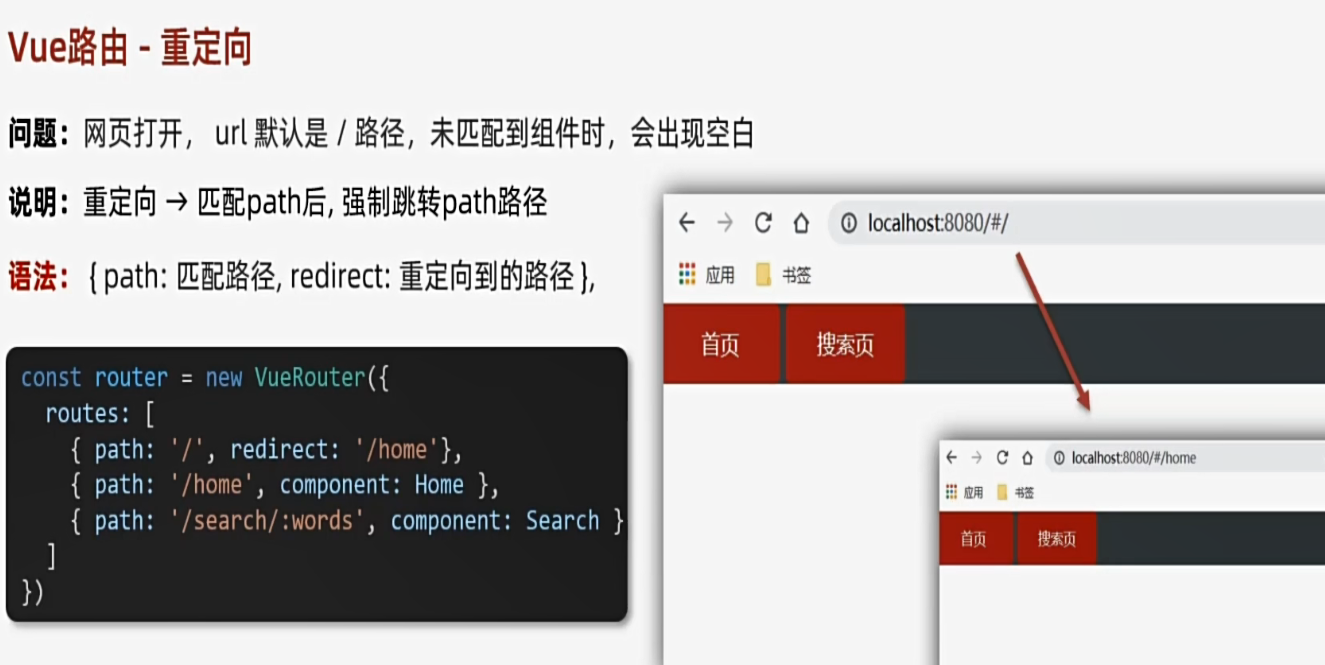 Vue路由 - 重定向
问题：网页打开， url 默认是 / 路径，未匹配到组件时，会出现空白
说明：重定向 → 匹配path后, 强制跳转path路径
语法： { path: 匹配路径, redirect: 重定向到的路径 },
const router = new VueRouter({
  routes: [
    { path: '/', redirect: '/home'},
    { path: '/home', component: Home },
    { path: '/search/:words', component: Search }
  ]
})
localhost:8080/#/
应用 书签
首页 搜索页
localhost:8080/#/home
应用 书签
首页 搜索页